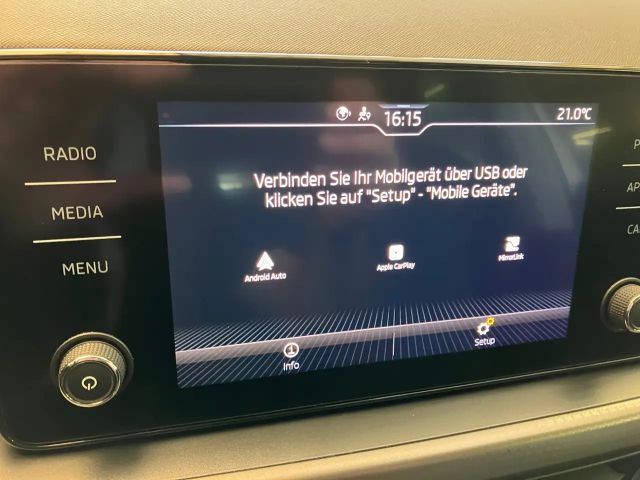 16:15
21.0°C
RADIO
MEDIA
MENU
Verbinden Sie Ihr Mobilgerät über USB oder
klicken Sie auf "Setup" - "Mobile Geräte".
Android Auto
Apple CarPlay
MirrorLink
Info
Setup